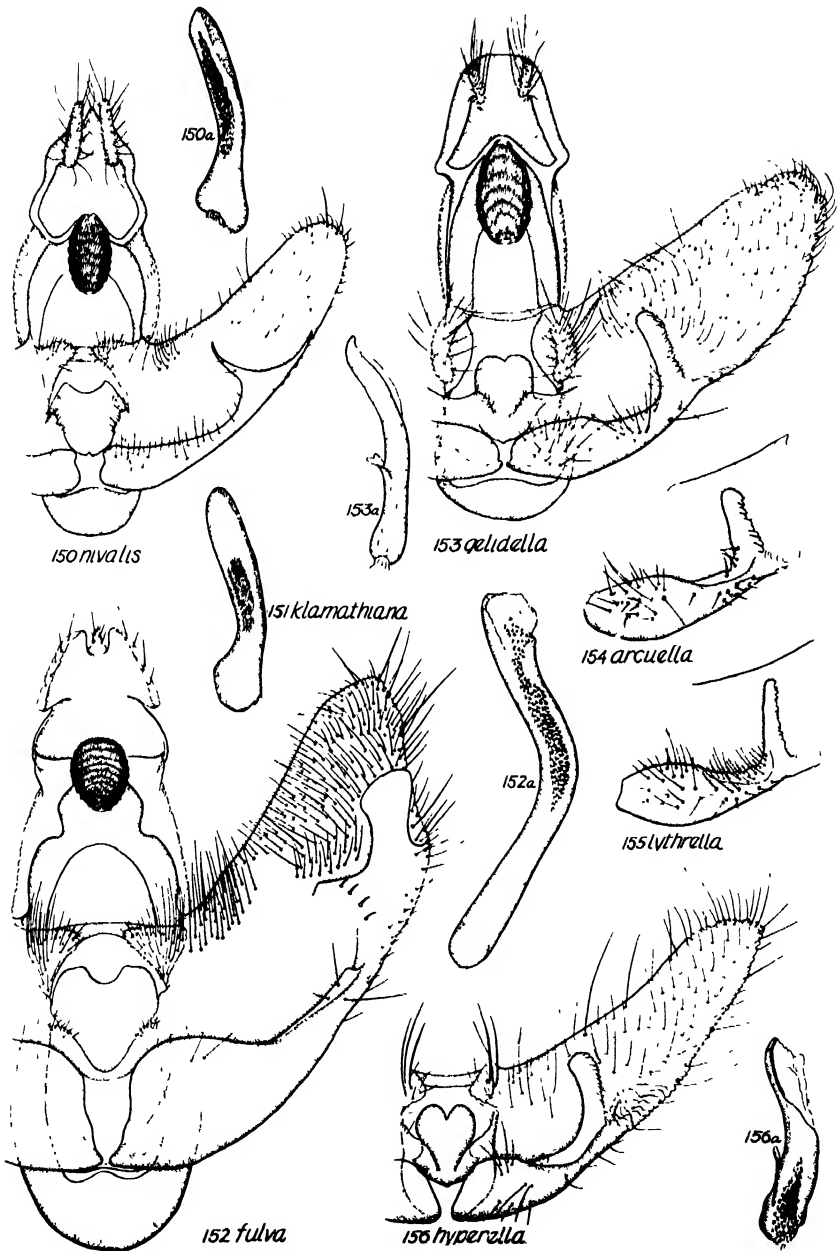 150a
150 nivalis
153a
153 gelidella
151 klamathiana
154 arcuella
152a
155 lythrella
156a
152 fulva
156 hyperella